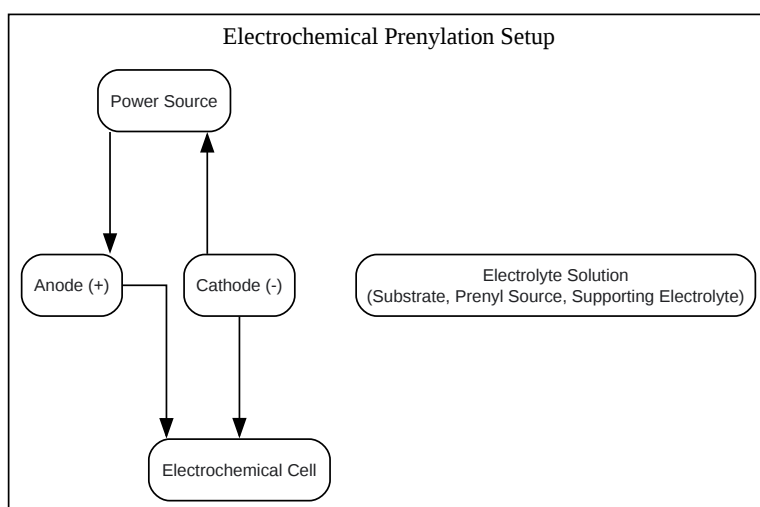 Electrochemical Prenylation Setup
Power Source
Anode (+)
Cathode (-)
Electrolyte Solution
(Substrate, Prenyl Source, Supporting Electrolyte)
Electrochemical Cell